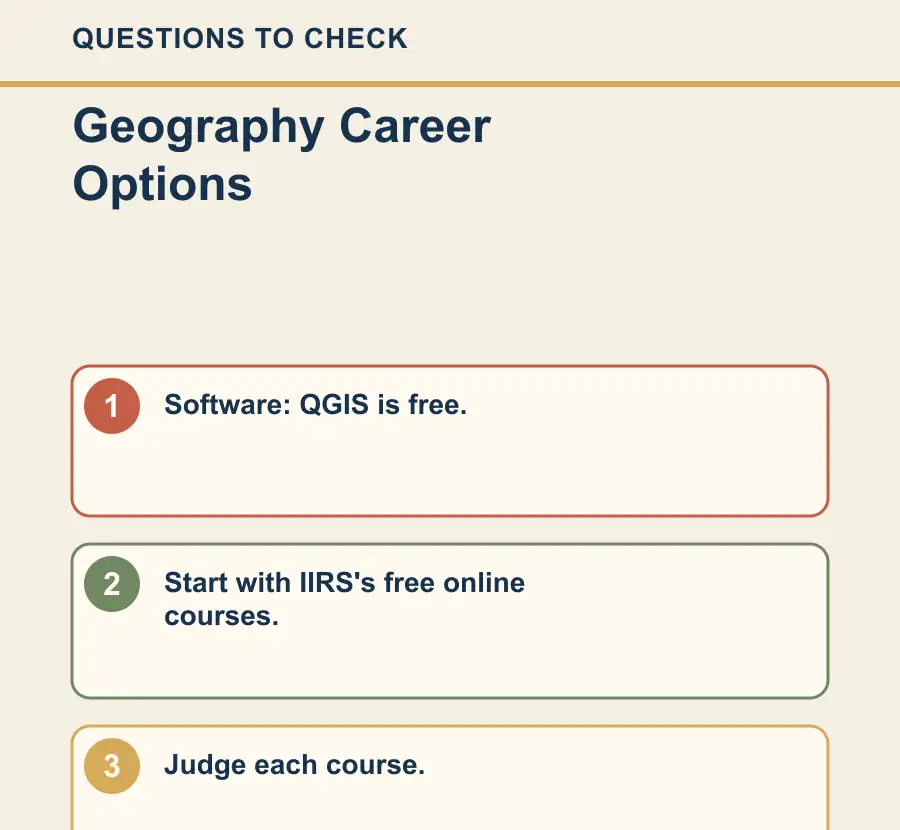 QUESTIONS TO CHECK
Geography Career
Options
1
Software: QGIS is free.
2
Start with IIRS's free online
courses.
3
Judge each course.